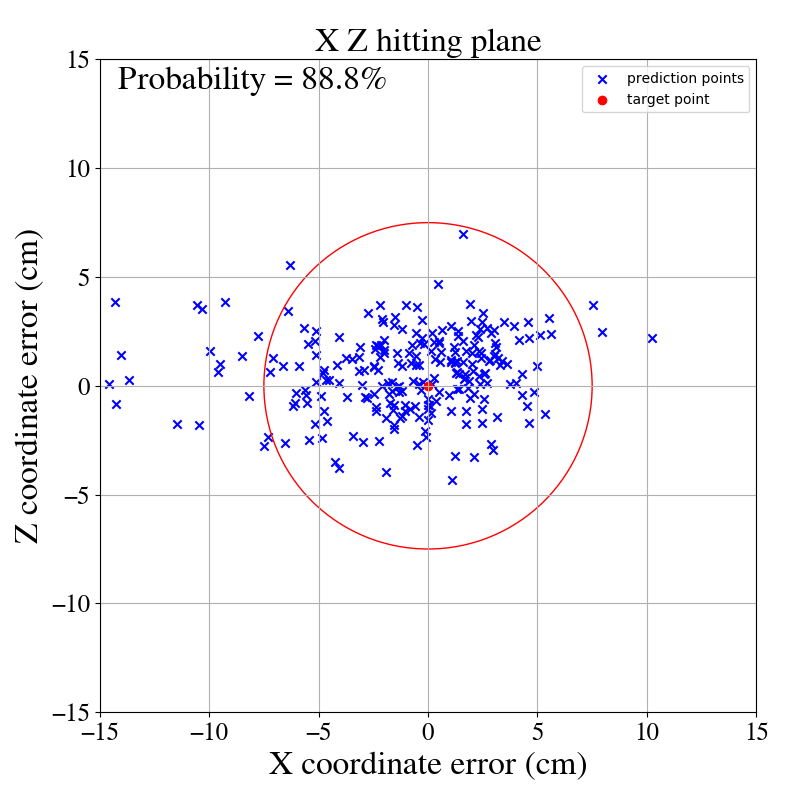 X Z hitting plane
Probability = 88.8%
prediction points
target point
15
10
5
0
−5
−10
−15
Z coordinate error (cm)
−15 −10 −5 0 5 10 15
X coordinate error (cm)